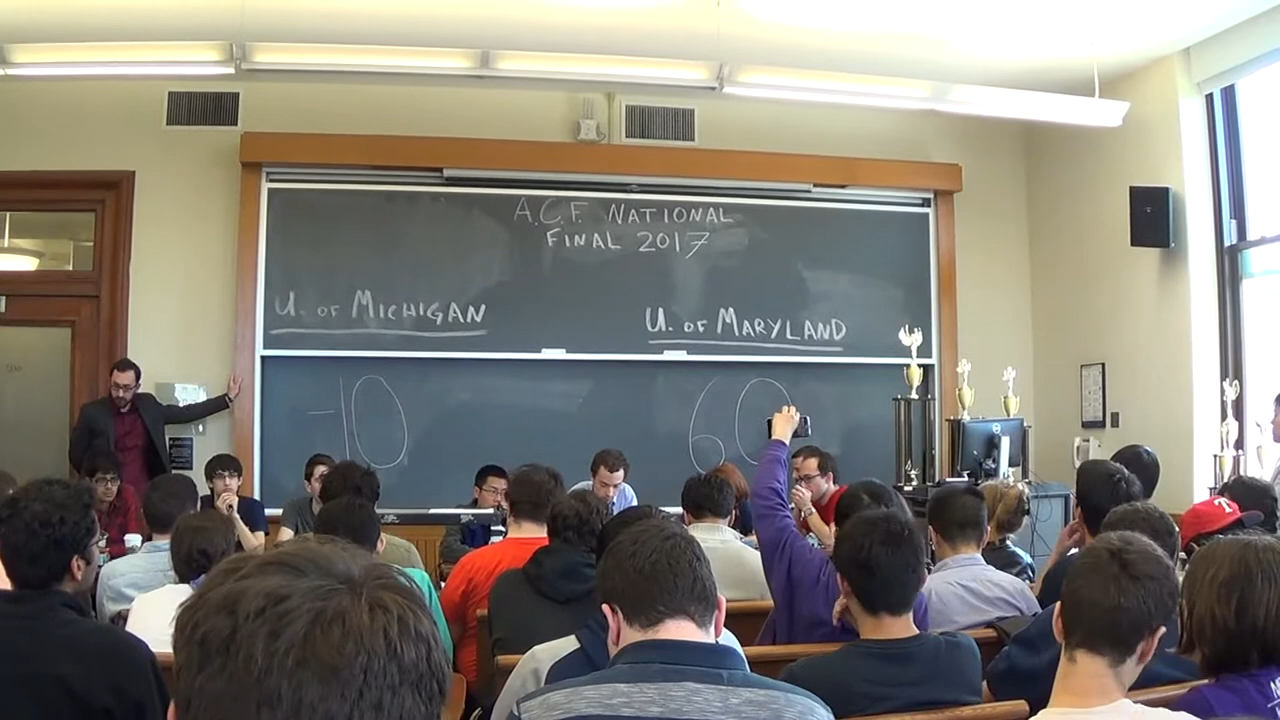 A.C.F. NATIONAL
FINAL 2017
U. OF MICHIGAN
U. OF MARYLAND
-10
60
T